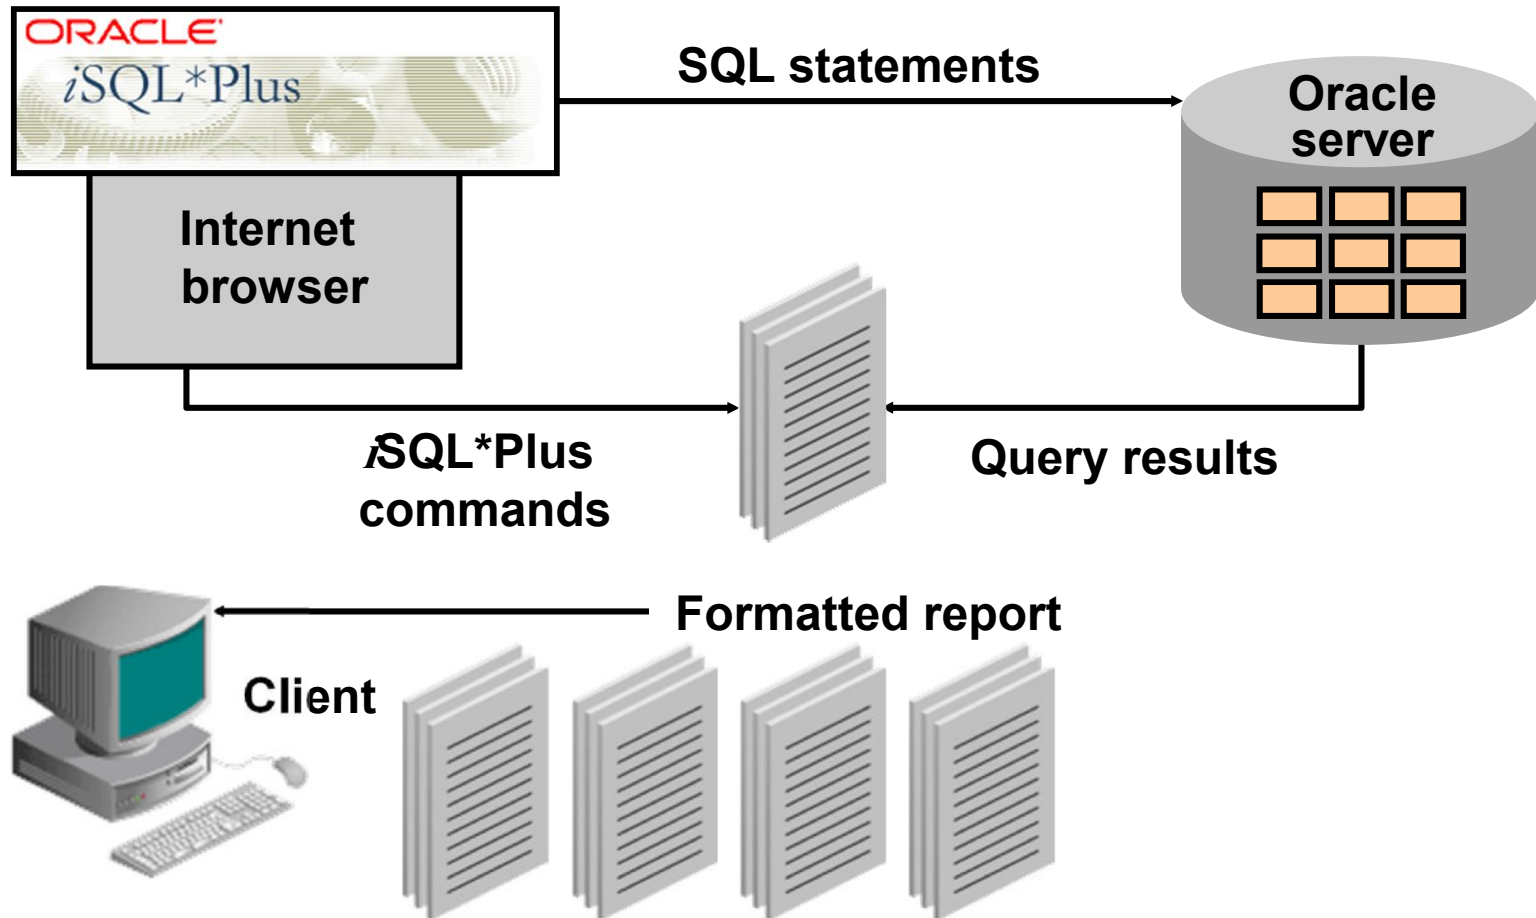 ORACLE'
iSQL*Plus
SQL statements
Oracle
server
Internet
browser
iSQL*Plus
commands
Query results
Formatted report
Client